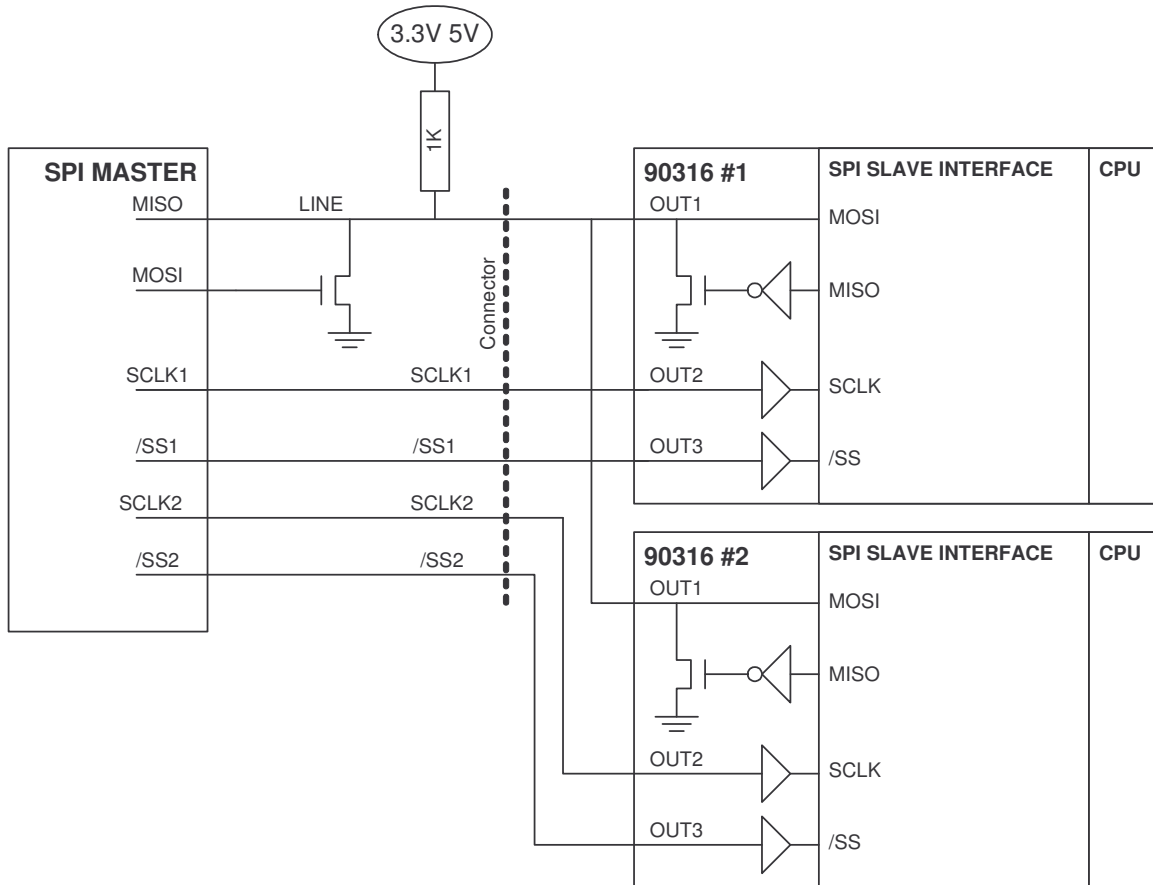 3.3V 5V
1K
SPI MASTER
MISO
LINE
MOSI
SCLK1
SCLK1
/SS1
/SS1
SCLK2
SCLK2
/SS2
/SS2
Connector
90316 #1
SPI SLAVE INTERFACE
CPU
OUT1
MOSI
MISO
OUT2
SCLK
OUT3
/SS
90316 #2
SPI SLAVE INTERFACE
CPU
OUT1
MOSI
MISO
OUT2
SCLK
OUT3
/SS